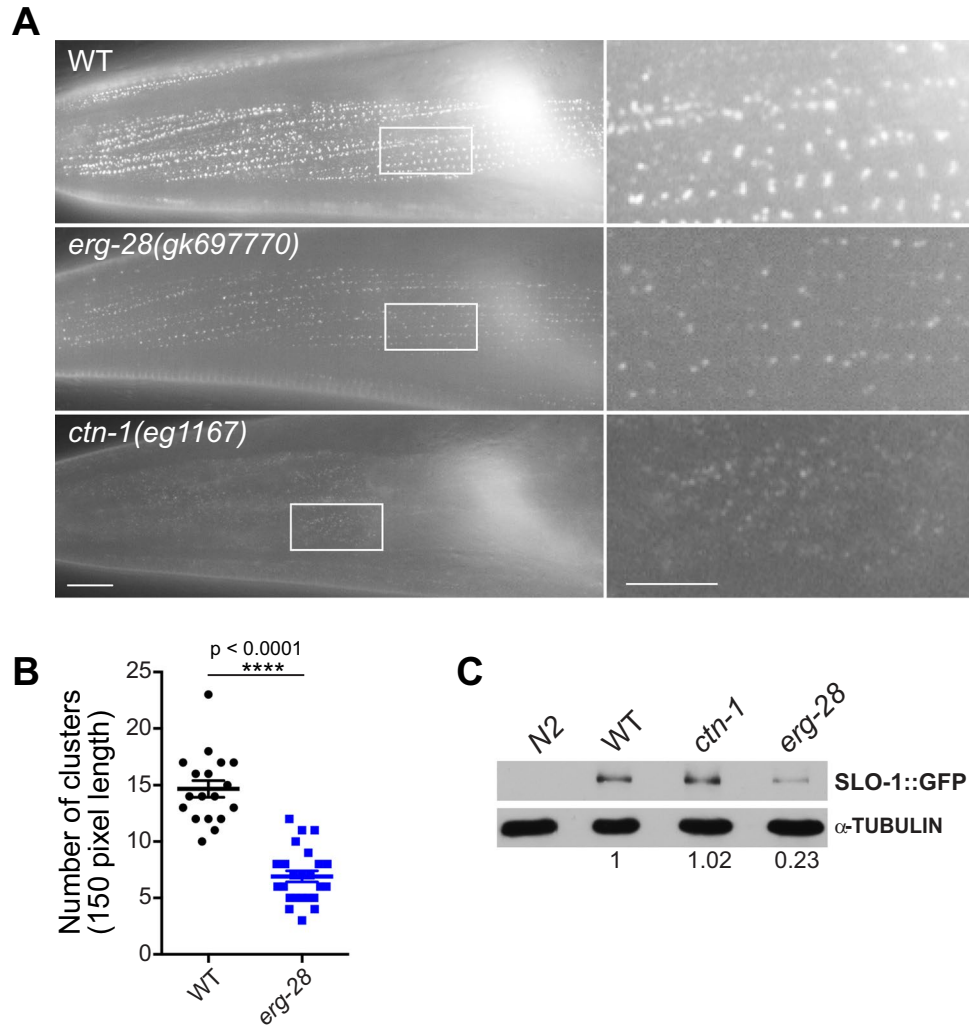 A
WT
erg-28(gk697770)
ctn-1(eg1167)
B
p < 0.0001
****
Number of clusters
(150 pixel length)
25
20
15
10
5
0
WT
erg-28
C
N2
WT
ctn-1
erg-28
SLO-1::GFP
α-TUBULIN
1
1.02
0.23